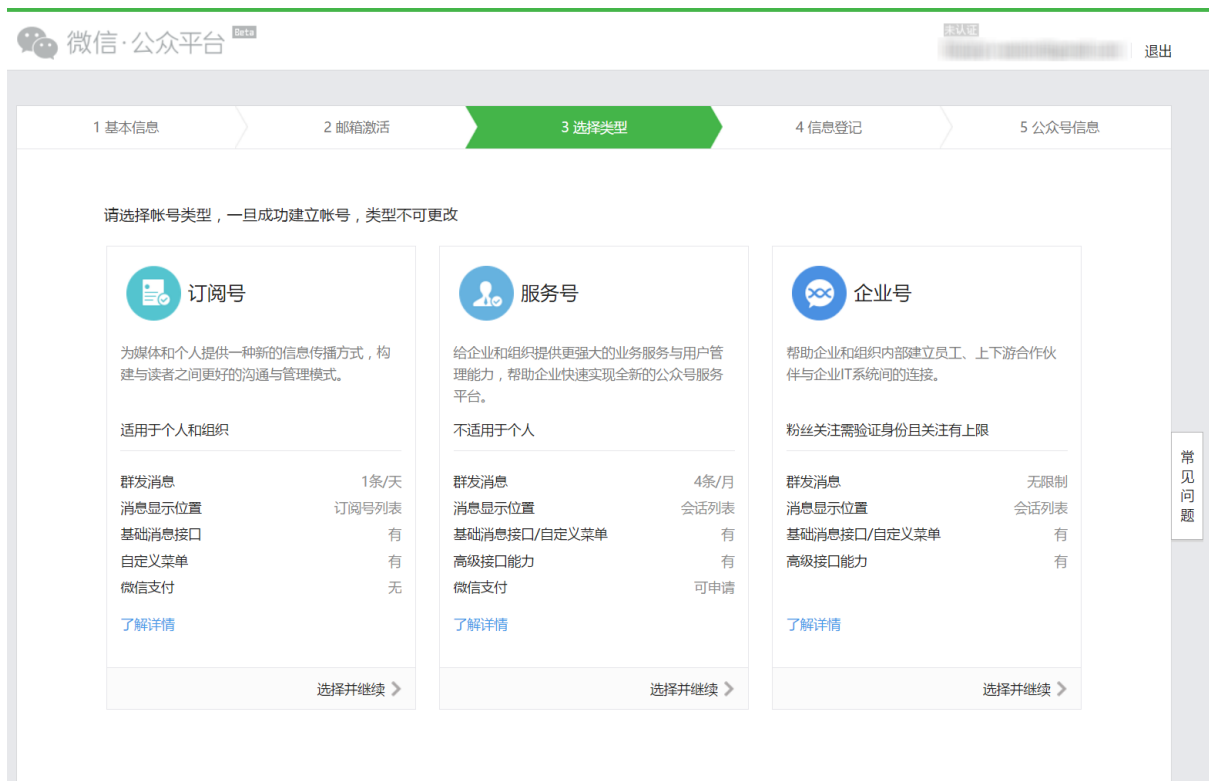 微信·公众平台 Beta
未认证
退出
1 基本信息
2 邮箱激活
3 选择类型
4 信息登记
5 公众号信息
请选择帐号类型，一旦成功建立帐号，类型不可更改
订阅号
为媒体和个人提供一种新的信息传播方式，构
建与读者之间更好的沟通与管理模式。
适用于个人和组织
群发消息 1条/天
消息显示位置 订阅号列表
基础消息接口 有
自定义菜单 有
微信支付 无
了解详情
选择并继续
服务号
给企业和组织提供更强大的业务服务与用户管
理能力，帮助企业快速实现全新的公众号服务
平台。
不适用于个人
群发消息 4条/月
消息显示位置 会话列表
基础消息接口/自定义菜单 有
高级接口能力 有
微信支付 可申请
了解详情
选择并继续
企业号
帮助企业和组织内部建立员工、上下游合作伙
伴与企业IT系统间的连接。
粉丝关注需验证身份且关注有上限
群发消息 无限制
消息显示位置 会话列表
基础消息接口/自定义菜单 有
高级接口能力 有
了解详情
选择并继续
常见问题